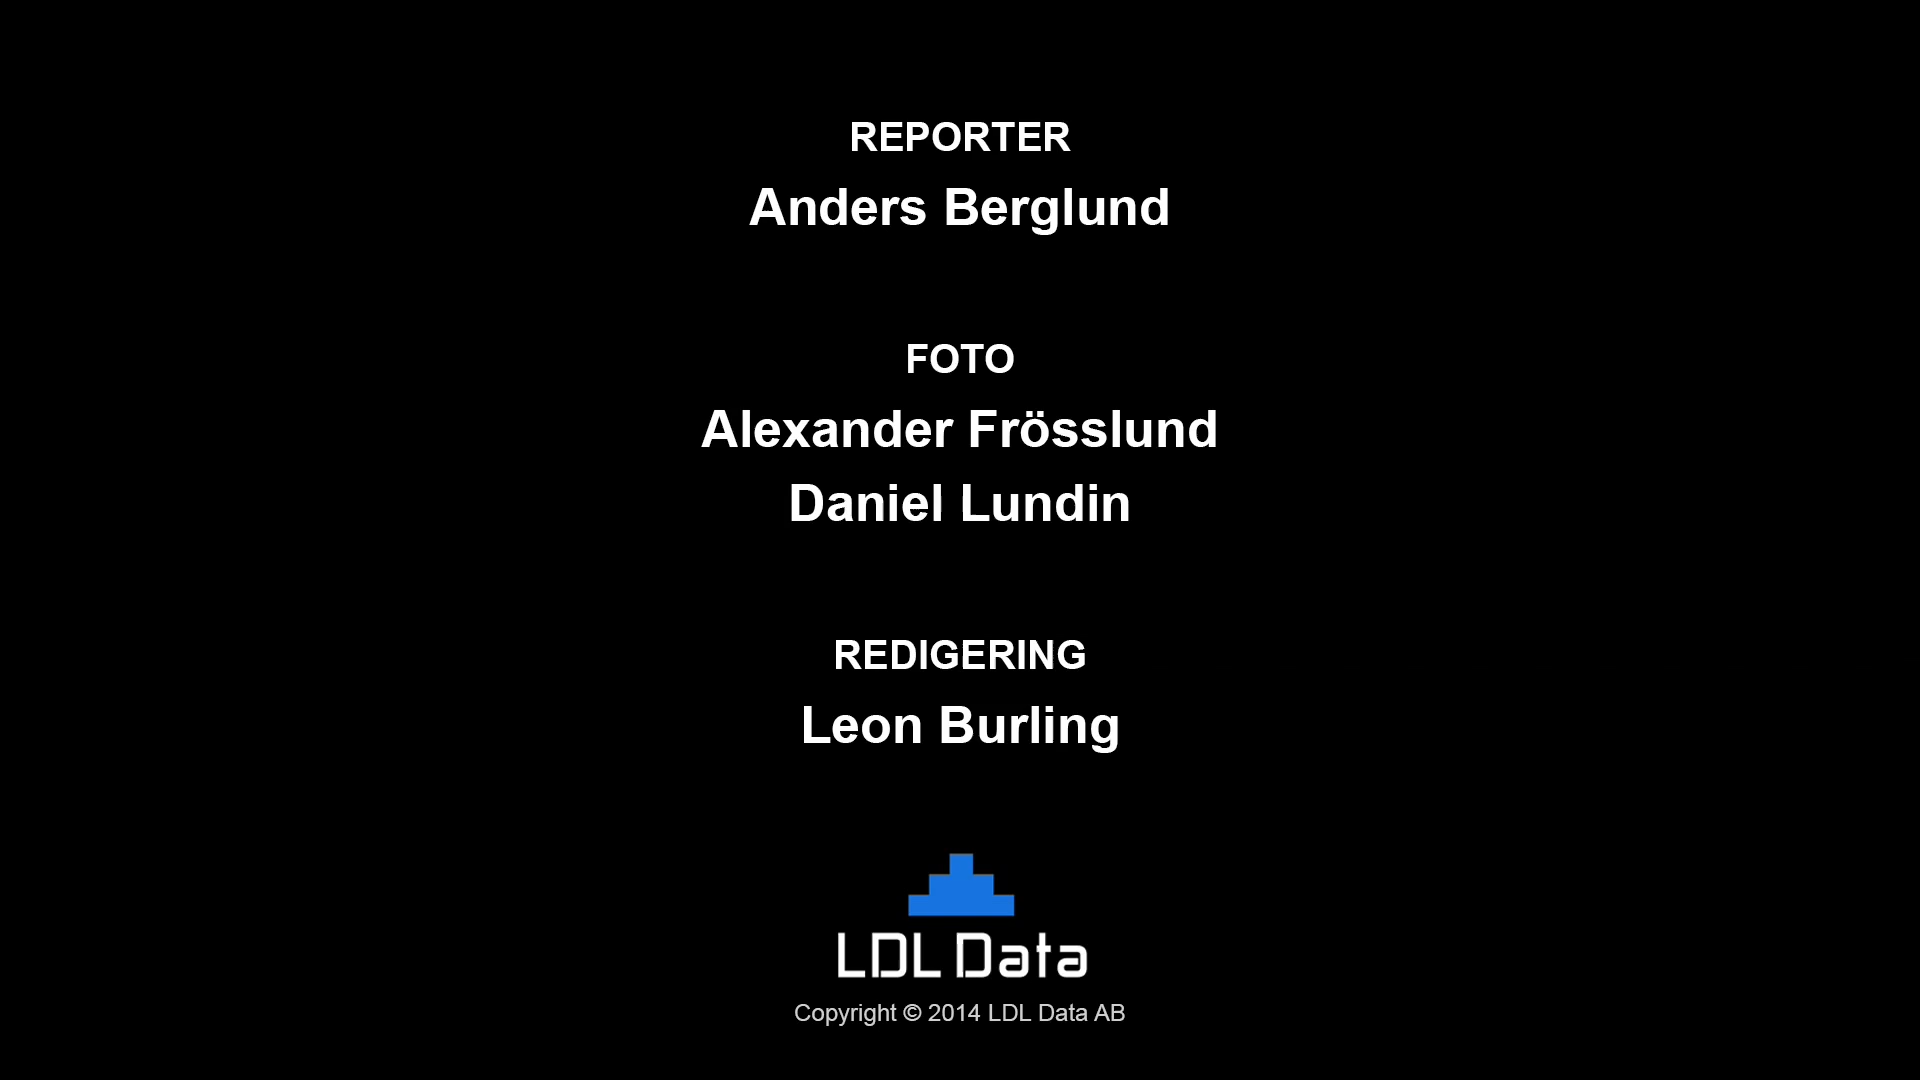 REPORTER
Anders Berglund
FOTO
Alexander Frösslund
Daniel Lundin
REDIGERING
Leon Burling
LDL Data
Copyright © 2014 LDL Data AB